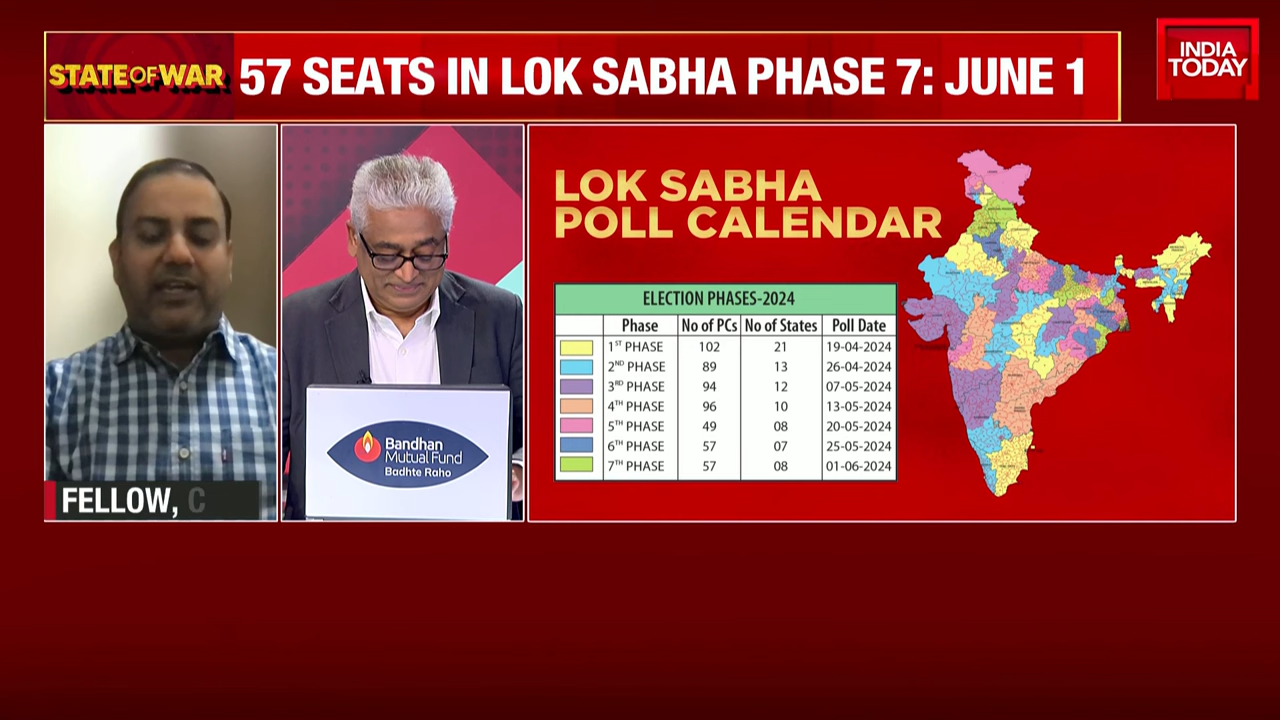 STATE OF WAR
57 SEATS IN LOK SABHA PHASE 7: JUNE 1
INDIA
TODAY
LOK SABHA
POLL CALENDAR
ELECTION PHASES-2024
Phase No of PCs No of States Poll Date
1ST PHASE 102 21 19-04-2024
2ND PHASE 89 13 26-04-2024
3RD PHASE 94 12 07-05-2024
4TH PHASE 96 10 13-05-2024
5TH PHASE 49 08 20-05-2024
6TH PHASE 57 07 25-05-2024
7TH PHASE 57 08 01-06-2024
Bandhan
Mutual Fund
Badhte Raho
FELLOW, C